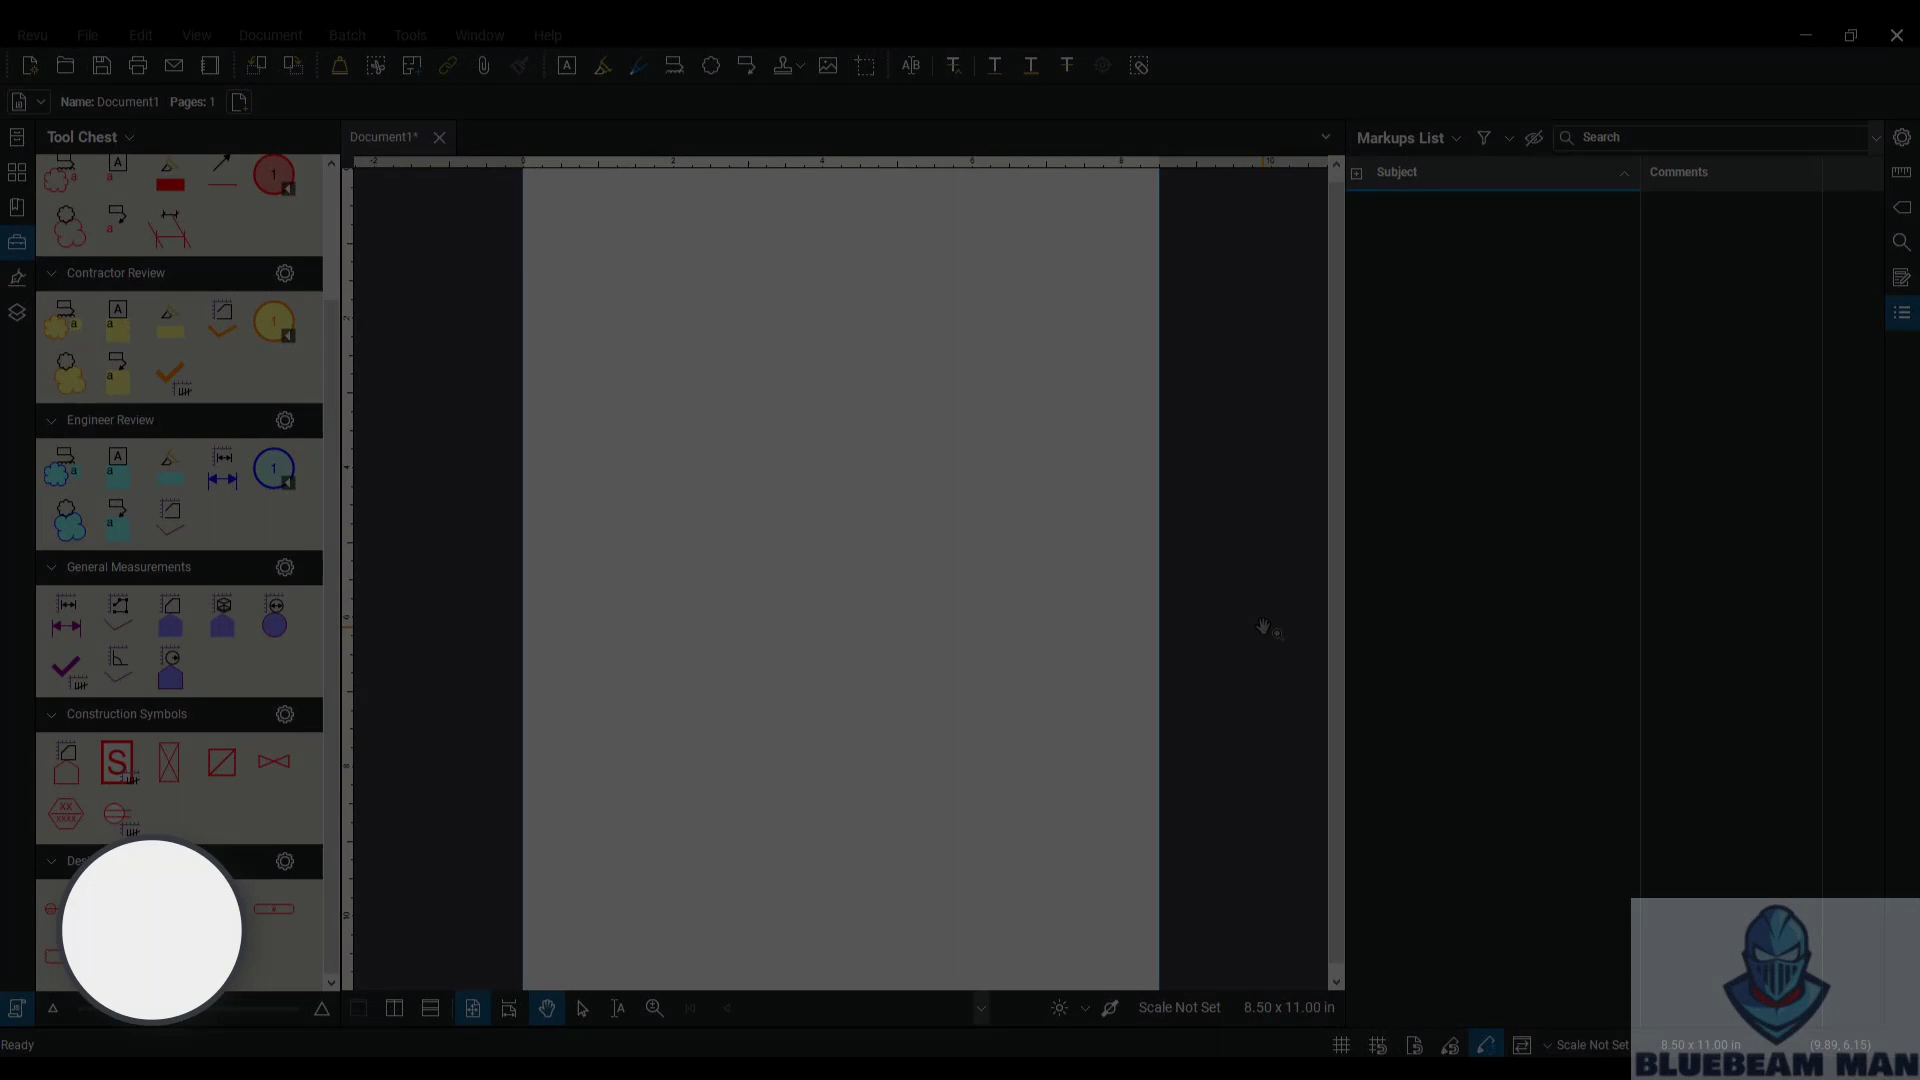 Revu File Edit View Document Batch Tools Window Help
Name: Document1 Pages: 1
Tool Chest
Document1*
Markups List
Search
Subject
Comments
Contractor Review
Engineer Review
General Measurements
Construction Symbols
S
XX
XXXX
Scale Not Set
8.50 x 11.00 in
Ready
Scale Not Set
8.50 x 11.00 in
(9.89, 6.15)
BLUEBEAM MAN